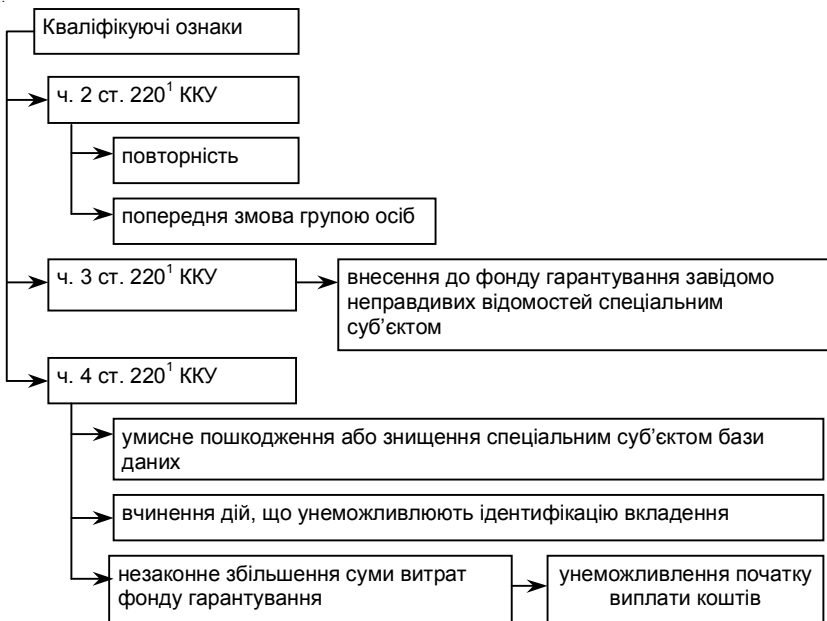 Кваліфікуючі ознаки
ч. 2 ст. 220¹ ККУ
повторність
попередня змова групою осіб
ч. 3 ст. 220¹ ККУ
внесення до фонду гарантування завідомо
неправдивих відомостей спеціальним
суб’єктом
ч. 4 ст. 220¹ ККУ
умисне пошкодження або знищення спеціальним суб’єктом бази
даних
вчинення дій, що унеможливлюють ідентифікацію вкладення
незаконне збільшення суми витрат
фонду гарантування
унеможливлення початку
виплати коштів